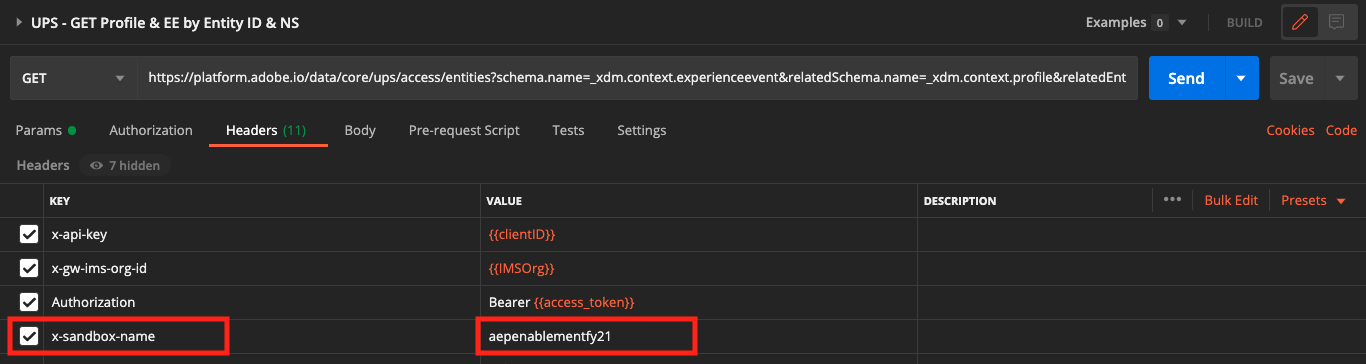 UPS - GET Profile & EE by Entity ID & NS Examples 0 BUILD
GET https://platform.adobe.io/data/core/ups/access/entities?schema.name=_xdm.context.experienceevent&relatedSchema.name=_xdm.context.profile&relatedEnt Send Save
Params Authorization Headers (11) Body Pre-request Script Tests Settings Cookies Code
Headers 7 hidden
KEY VALUE DESCRIPTION ••• Bulk Edit Presets
x-api-key {{clientID}}
x-gw-ims-org-id {{IMSOrg}}
Authorization Bearer {{access_token}}
x-sandbox-name aepenablementfy21